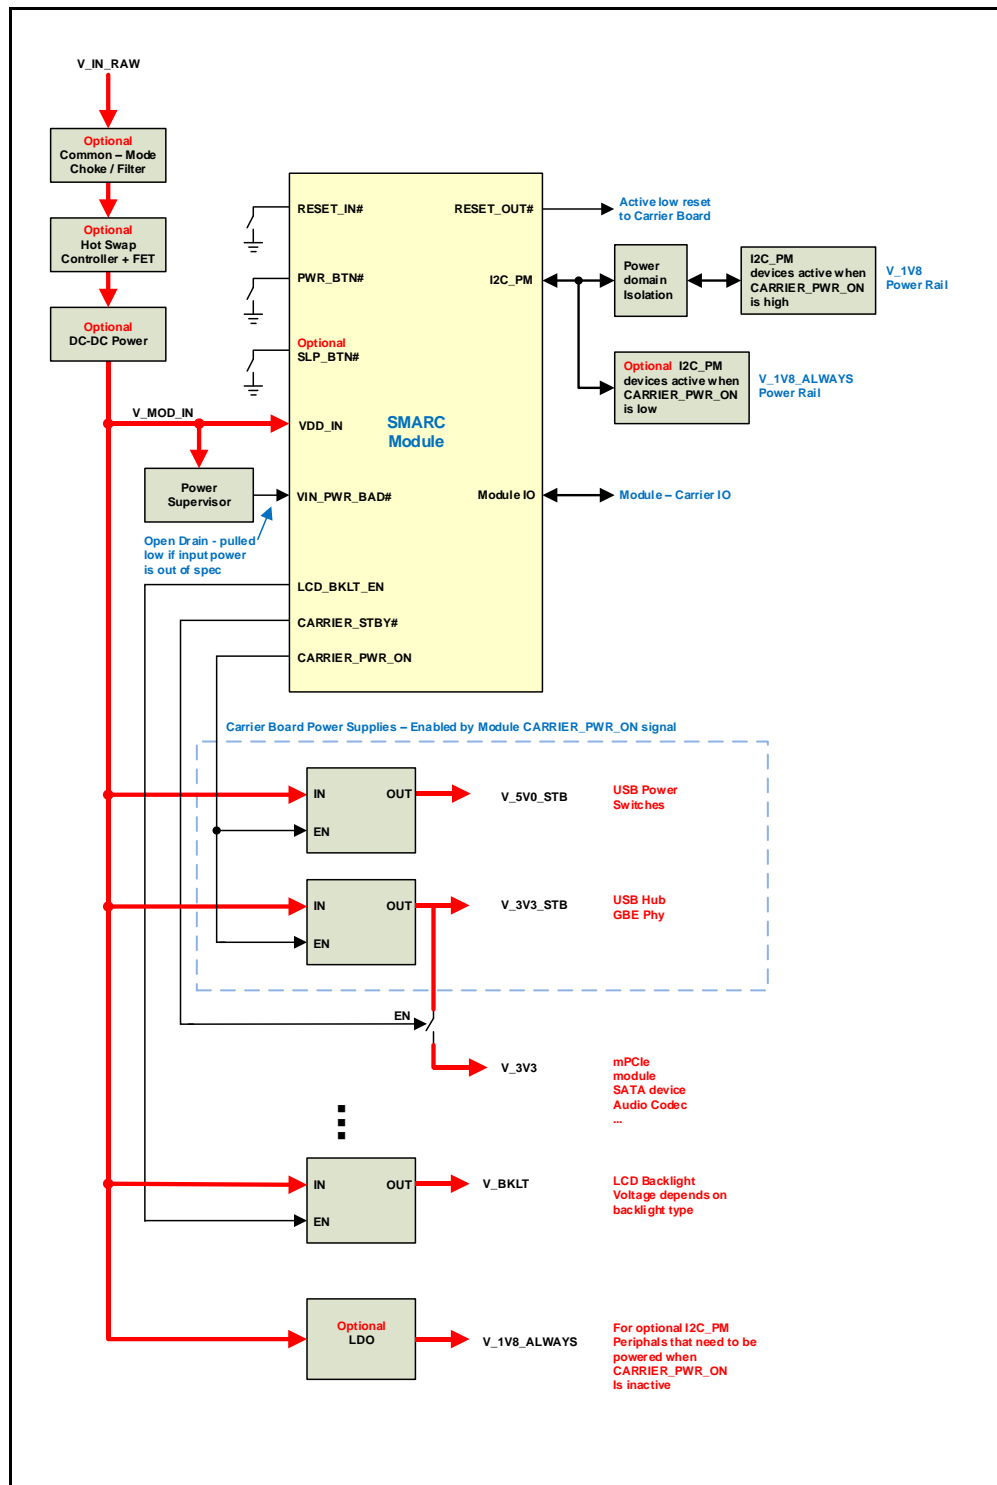 V_IN_RAW
Optional
Common – Mode
Choke / Filter
Optional
Hot Swap
Controller + FET
Optional
DC-DC Power
V_MOD_IN
Power
Supervisor
Open Drain - pulled
low if input power
is out of spec
RESET_IN#
PWR_BTN#
Optional
SLP_BTN#
VDD_IN
VIN_PWR_BAD#
LCD_BKLT_EN
CARRIER_STBY#
CARRIER_PWR_ON
SMARC
Module
RESET_OUT#
I2C_PM
Module IO
Active low reset
to Carrier Board
Power
domain
Isolation
I2C_PM
devices active when
CARRIER_PWR_ON
is high
V_1V8
Power Rail
Optional I2C_PM
devices active when
CARRIER_PWR_ON
is low
V_1V8_ALWAYS
Power Rail
Module – Carrier IO
Carrier Board Power Supplies – Enabled by Module CARRIER_PWR_ON signal
IN
OUT
EN
V_5V0_STB
USB Power
Switches
IN
OUT
EN
V_3V3_STB
USB Hub
GBE Phy
EN
V_3V3
mPCIe
module
SATA device
Audio Codec
...
IN
OUT
EN
V_BKLT
LCD Backlight
Voltage depends on
backlight type
Optional
LDO
V_1V8_ALWAYS
For optional I2C_PM
Periphals that need to be
powered when
CARRIER_PWR_ON
Is inactive